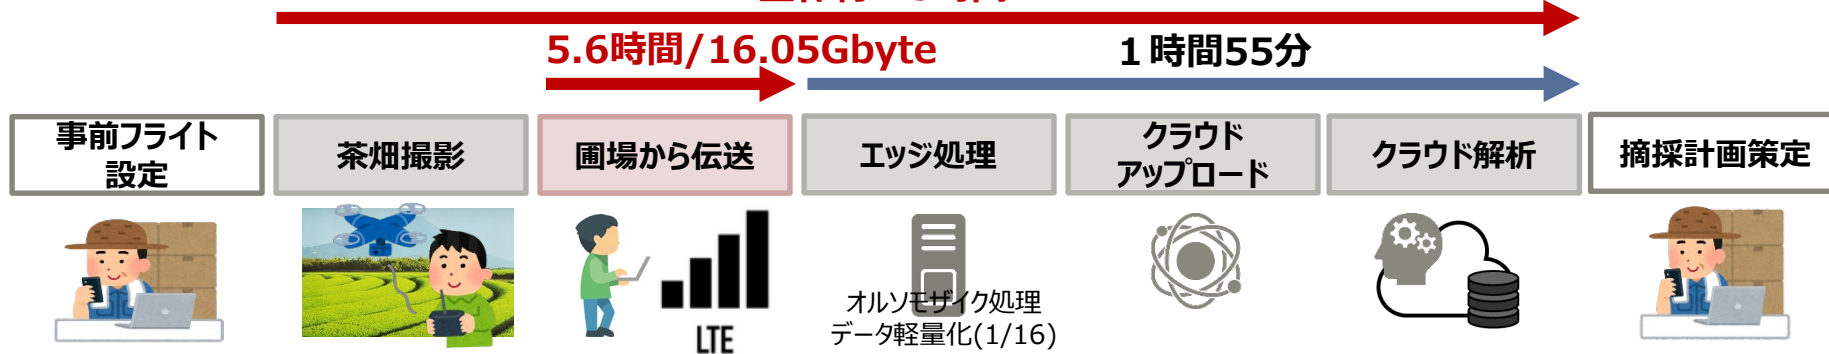 5.6時間/16.05Gbyte
１時間55分
事前フライト
設定
茶畑撮影
圃場から伝送
エッジ処理
クラウド
アップロード
クラウド解析
摘採計画策定
LTE
オルソモザイク処理
データ軽量化(1/16)